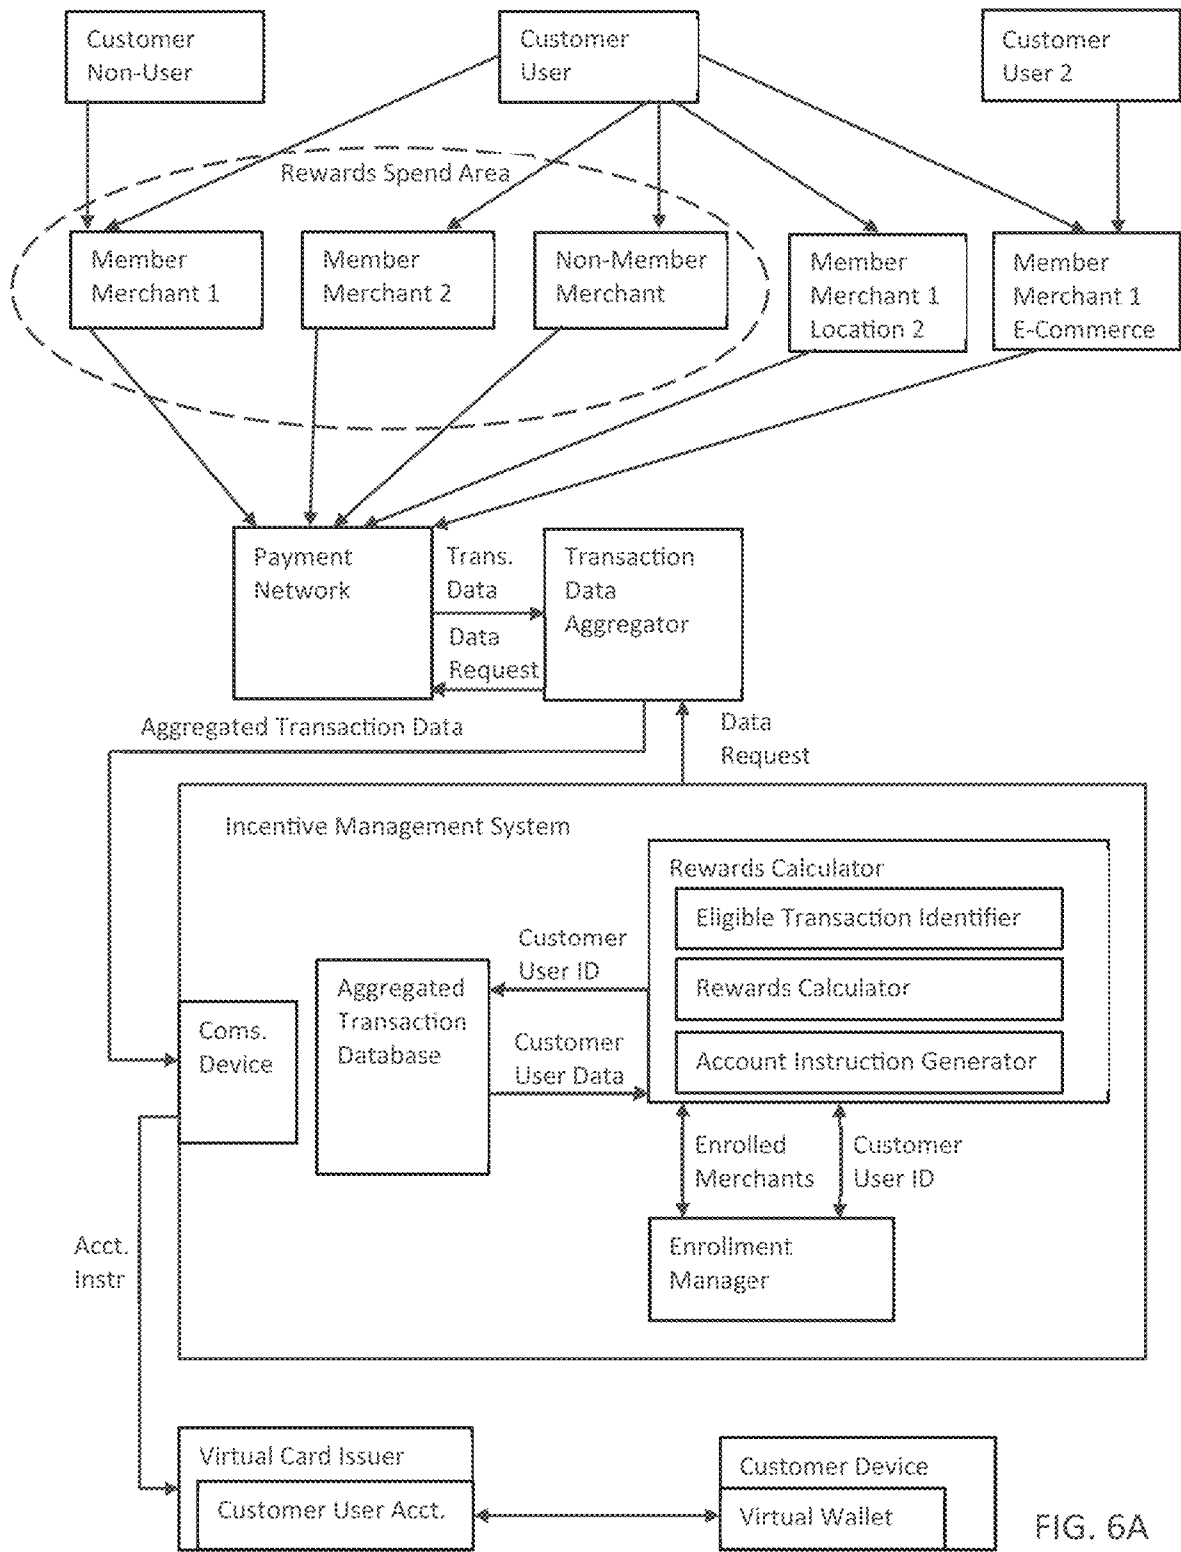 Customer
Non-User
Customer
User
Customer
User 2
Rewards Spend Area
Member
Merchant 1
Member
Merchant 2
Non-Member
Merchant
Member
Merchant 1
Location 2
Member
Merchant 1
E-Commerce
Payment
Network
Trans.
Data
Data
Request
Transaction
Data
Aggregator
Aggregated Transaction Data
Data
Request
Incentive Management System
Rewards Calculator
Eligible Transaction Identifier
Rewards Calculator
Account Instruction Generator
Customer
User ID
Aggregated
Transaction
Database
Customer
User Data
Coms.
Device
Enrolled
Merchants
Customer
User ID
Enrollment
Manager
Acct.
Instr
Virtual Card Issuer
Customer User Acct.
Customer Device
Virtual Wallet
FIG. 6A